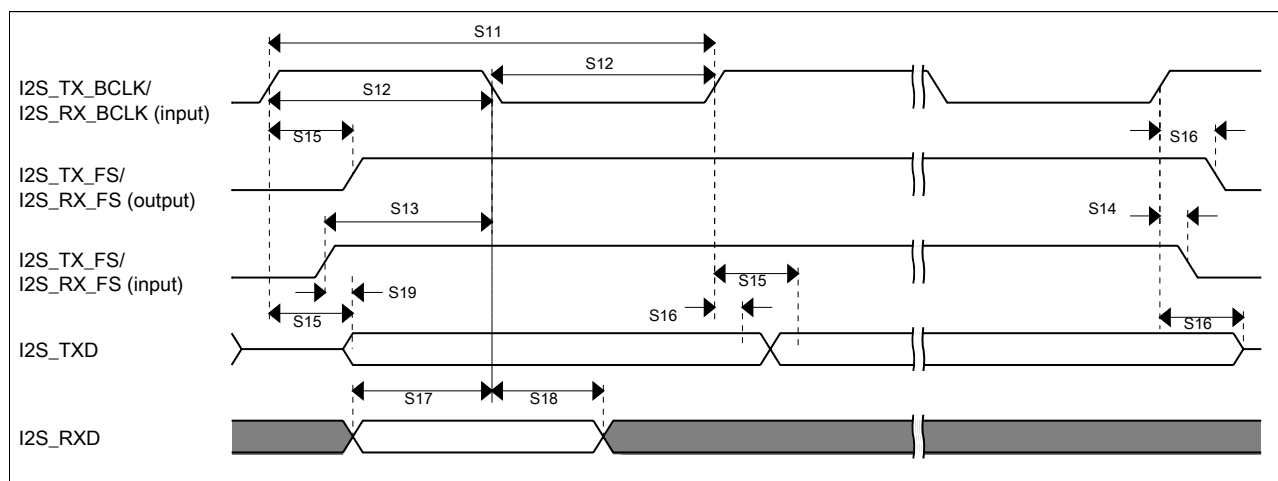 S11
S12
I2S_TX_BCLK/
I2S_RX_BCLK (input)
S12
S15
S16
I2S_TX_FS/
I2S_RX_FS (output)
S13
S14
I2S_TX_FS/
I2S_RX_FS (input)
S15
S19
S15
S16
S16
I2S_TXD
S17
S18
I2S_RXD